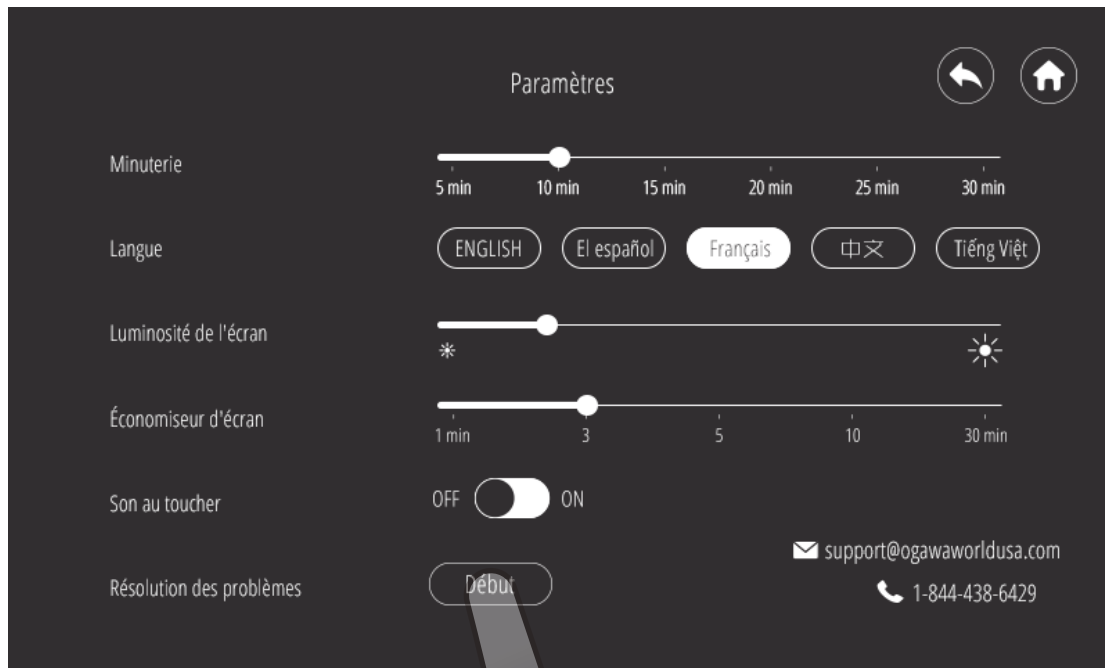 Paramètres
Minuterie
5 min 10 min 15 min 20 min 25 min 30 min
Langue
ENGLISH El español Français 中文 Tiếng Việt
Luminosité de l'écran
Économiseur d'écran
1 min 3 5 10 30 min
Son au toucher
OFF ON
support@ogawaworldusa.com
Résolution des problèmes
Début
1-844-438-6429